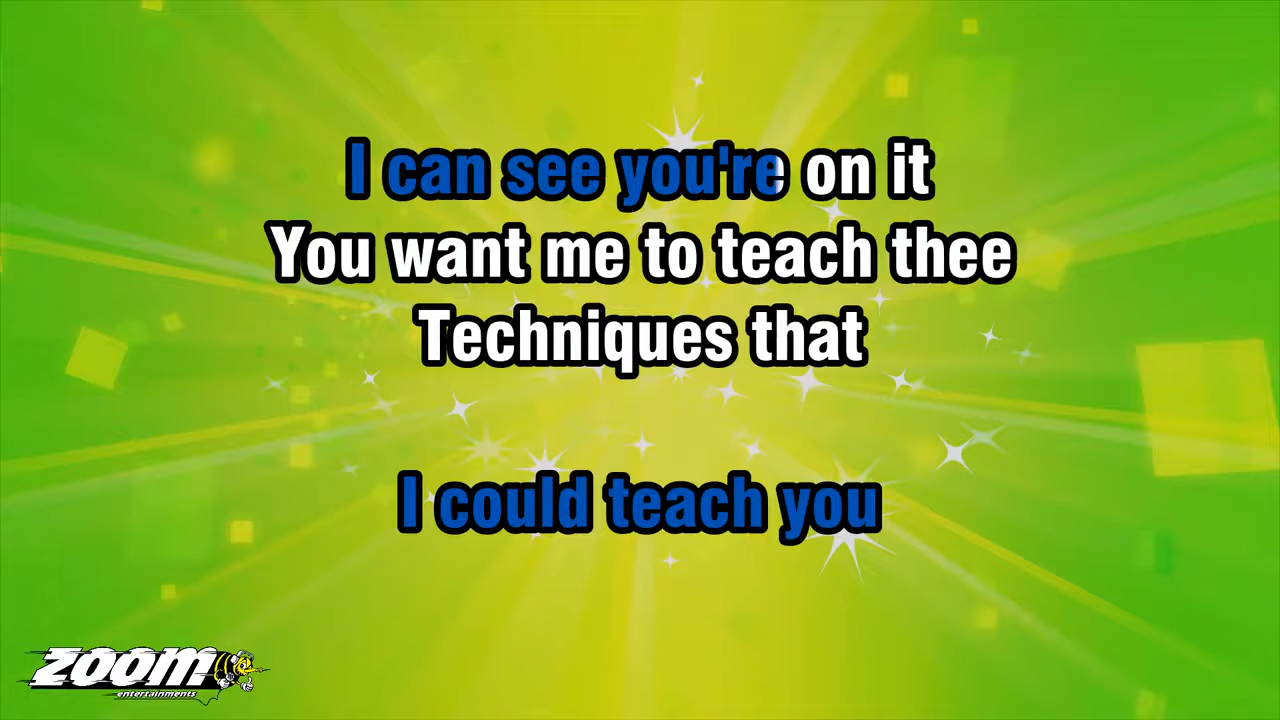 I can see you're on it
You want me to teach thee
Techniques that
I could teach you
ZOOM
entertainments